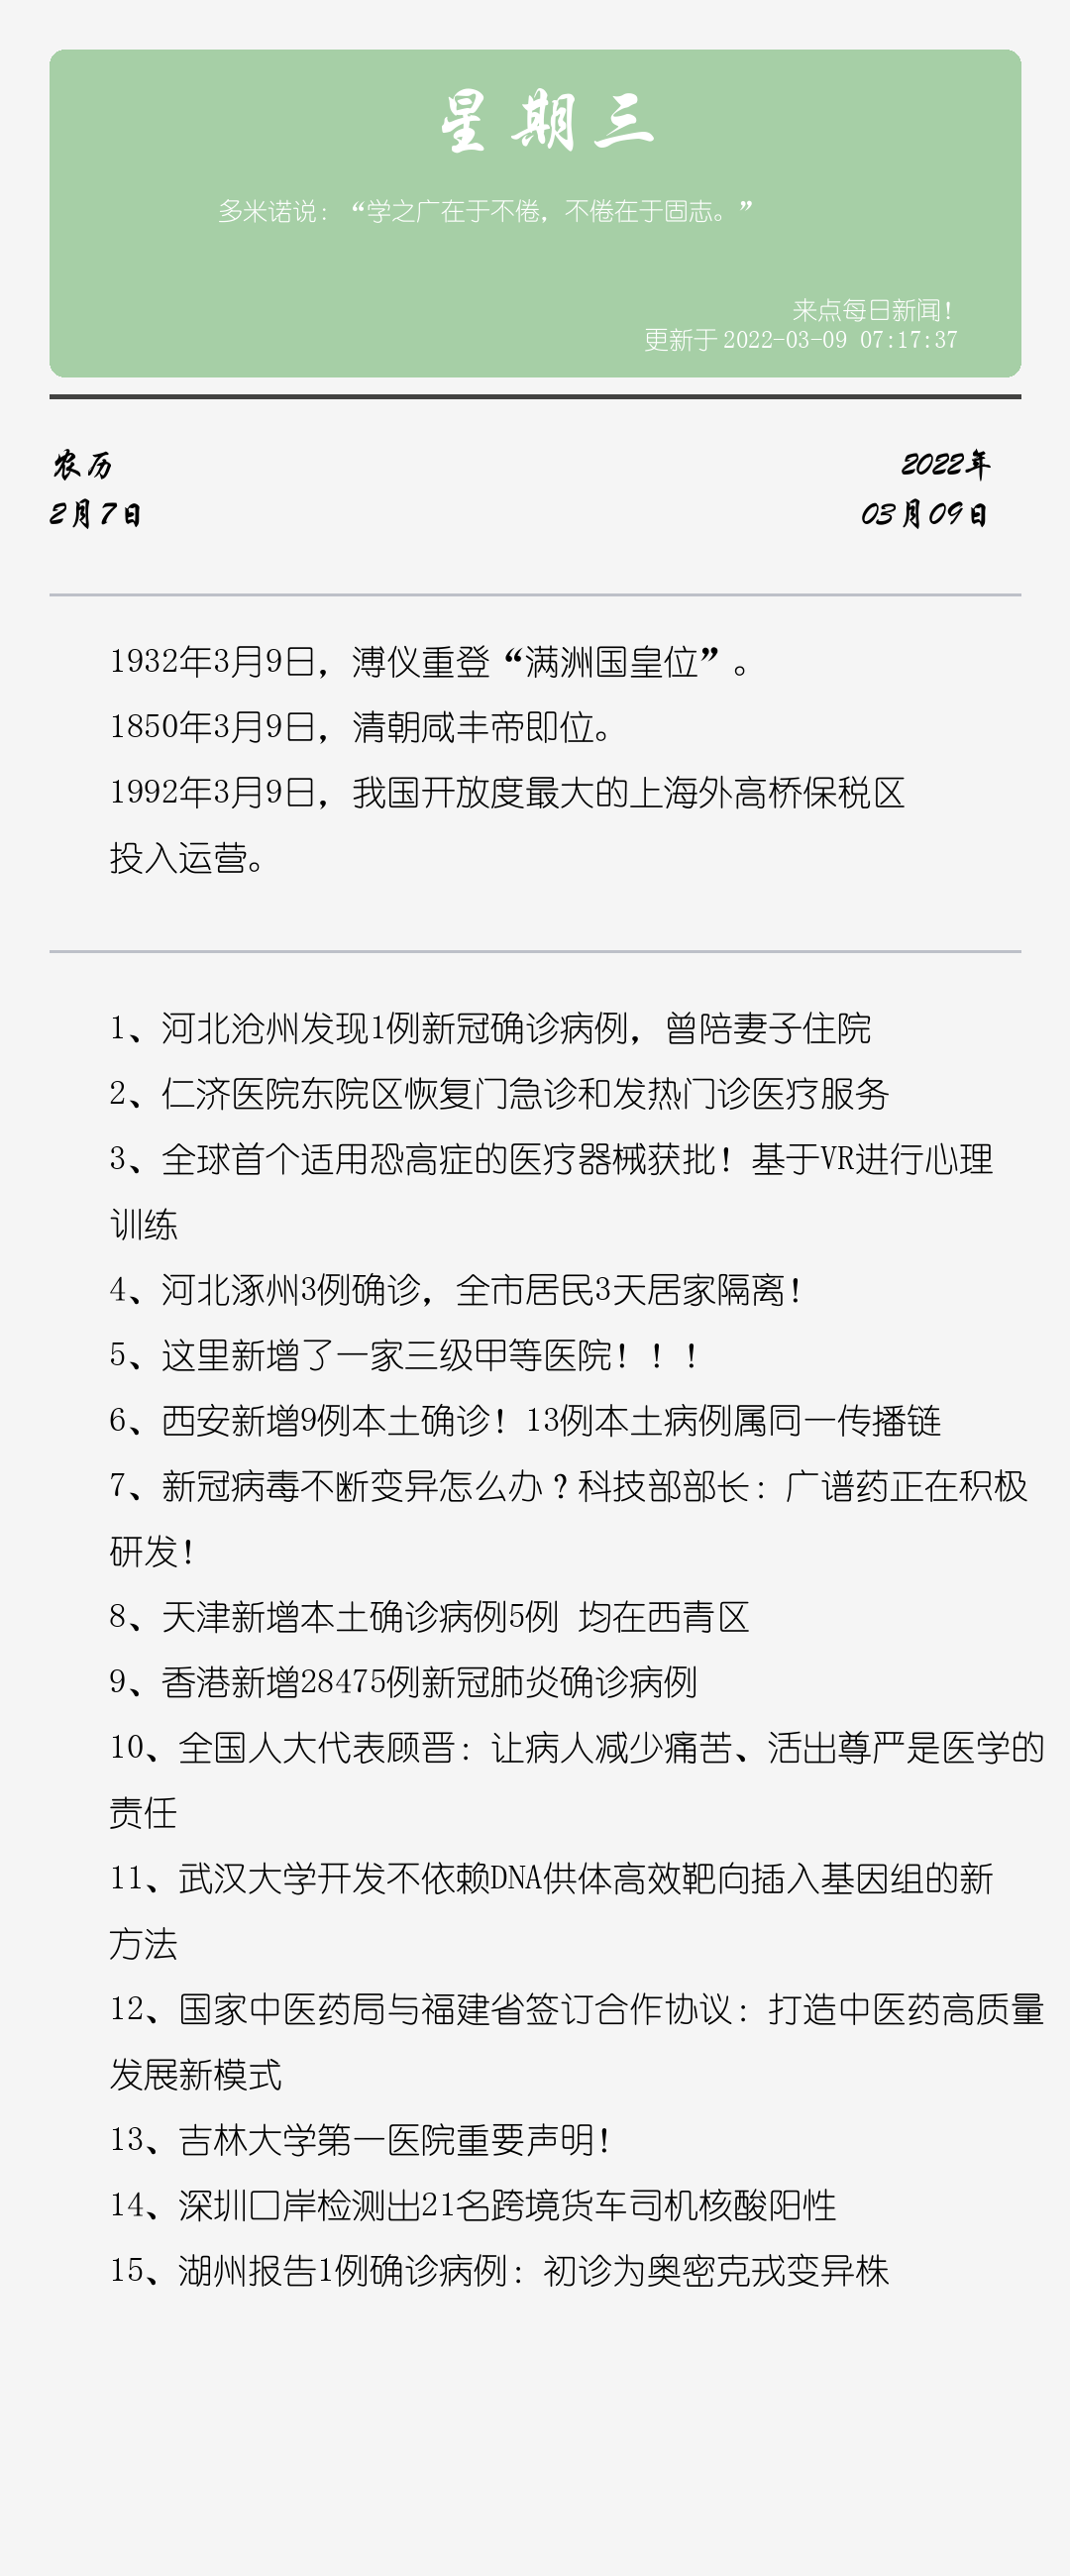 星期三
多米诺说：“学之广在于不倦，不倦在于固志。”
来点每日新闻！
更新于 2022-03-09 07:17:37
农历
2022年
2月7日
03月09日
1932年3月9日，溥仪重登“满洲国皇位”。
1850年3月9日，清朝咸丰帝即位。
1992年3月9日，我国开放度最大的上海外高桥保税区
投入运营。
1、河北沧州发现1例新冠确诊病例，曾陪妻子住院
2、仁济医院东院区恢复门急诊和发热门诊医疗服务
3、全球首个适用恐高症的医疗器械获批！基于VR进行心理
训练
4、河北涿州3例确诊，全市居民3天居家隔离！
5、这里新增了一家三级甲等医院！！！
6、西安新增9例本土确诊！13例本土病例属同一传播链
7、新冠病毒不断变异怎么办？科技部部长：广谱药正在积极
研发！
8、天津新增本土确诊病例5例 均在西青区
9、香港新增28475例新冠肺炎确诊病例
10、全国人大代表顾晋：让病人减少痛苦、活出尊严是医学的
责任
11、武汉大学开发不依赖DNA供体高效靶向插入基因组的新
方法
12、国家中医药局与福建省签订合作协议：打造中医药高质量
发展新模式
13、吉林大学第一医院重要声明！
14、深圳口岸检测出21名跨境货车司机核酸阳性
15、湖州报告1例确诊病例：初诊为奥密克戎变异株